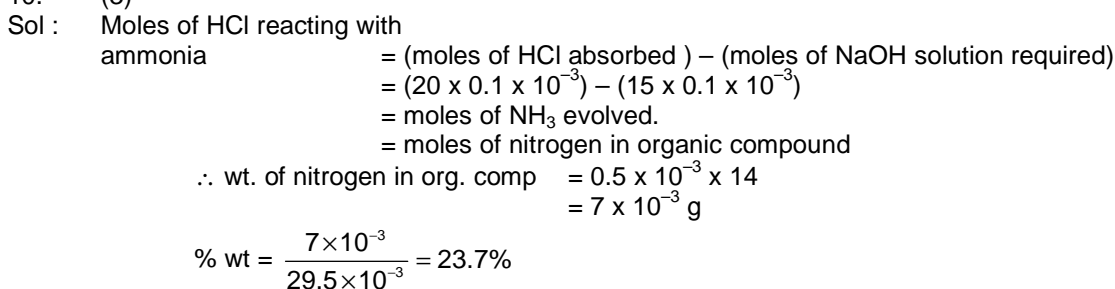 Sol : Moles of HCl reacting with
ammonia = (moles of HCl absorbed ) – (moles of NaOH solution required)
= (20 x 0.1 x 10⁻³) – (15 x 0.1 x 10⁻³)
= moles of NH₃ evolved.
= moles of nitrogen in organic compound
∴ wt. of nitrogen in org. comp = 0.5 x 10⁻³ x 14
= 7 x 10⁻³ g
% wt = 7×10⁻³ / 29.5×10⁻³ = 23.7%